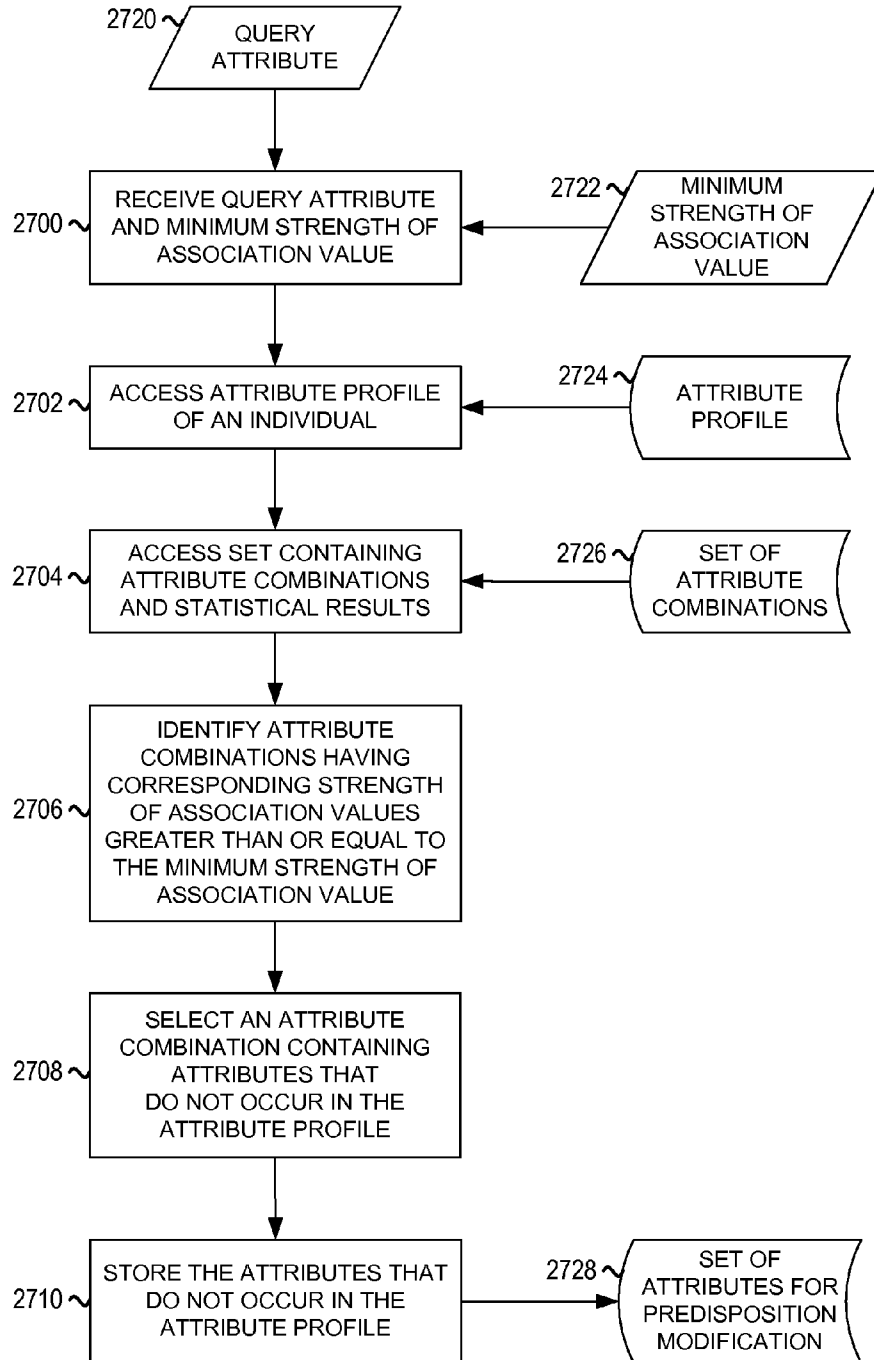 2720
QUERY
ATTRIBUTE
2700
RECEIVE QUERY ATTRIBUTE
AND MINIMUM STRENGTH OF
ASSOCIATION VALUE
2722
MINIMUM
STRENGTH OF
ASSOCIATION
VALUE
2702
ACCESS ATTRIBUTE PROFILE
OF AN INDIVIDUAL
2724
ATTRIBUTE
PROFILE
2704
ACCESS SET CONTAINING
ATTRIBUTE COMBINATIONS
AND STATISTICAL RESULTS
2726
SET OF
ATTRIBUTE
COMBINATIONS
2706
IDENTIFY ATTRIBUTE
COMBINATIONS HAVING
CORRESPONDING STRENGTH
OF ASSOCIATION VALUES
GREATER THAN OR EQUAL TO
THE MINIMUM STRENGTH OF
ASSOCIATION VALUE
2708
SELECT AN ATTRIBUTE
COMBINATION CONTAINING
ATTRIBUTES THAT
DO NOT OCCUR IN THE
ATTRIBUTE PROFILE
2710
STORE THE ATTRIBUTES THAT
DO NOT OCCUR IN THE
ATTRIBUTE PROFILE
2728
SET OF
ATTRIBUTES FOR
PREDISPOSITION
MODIFICATION